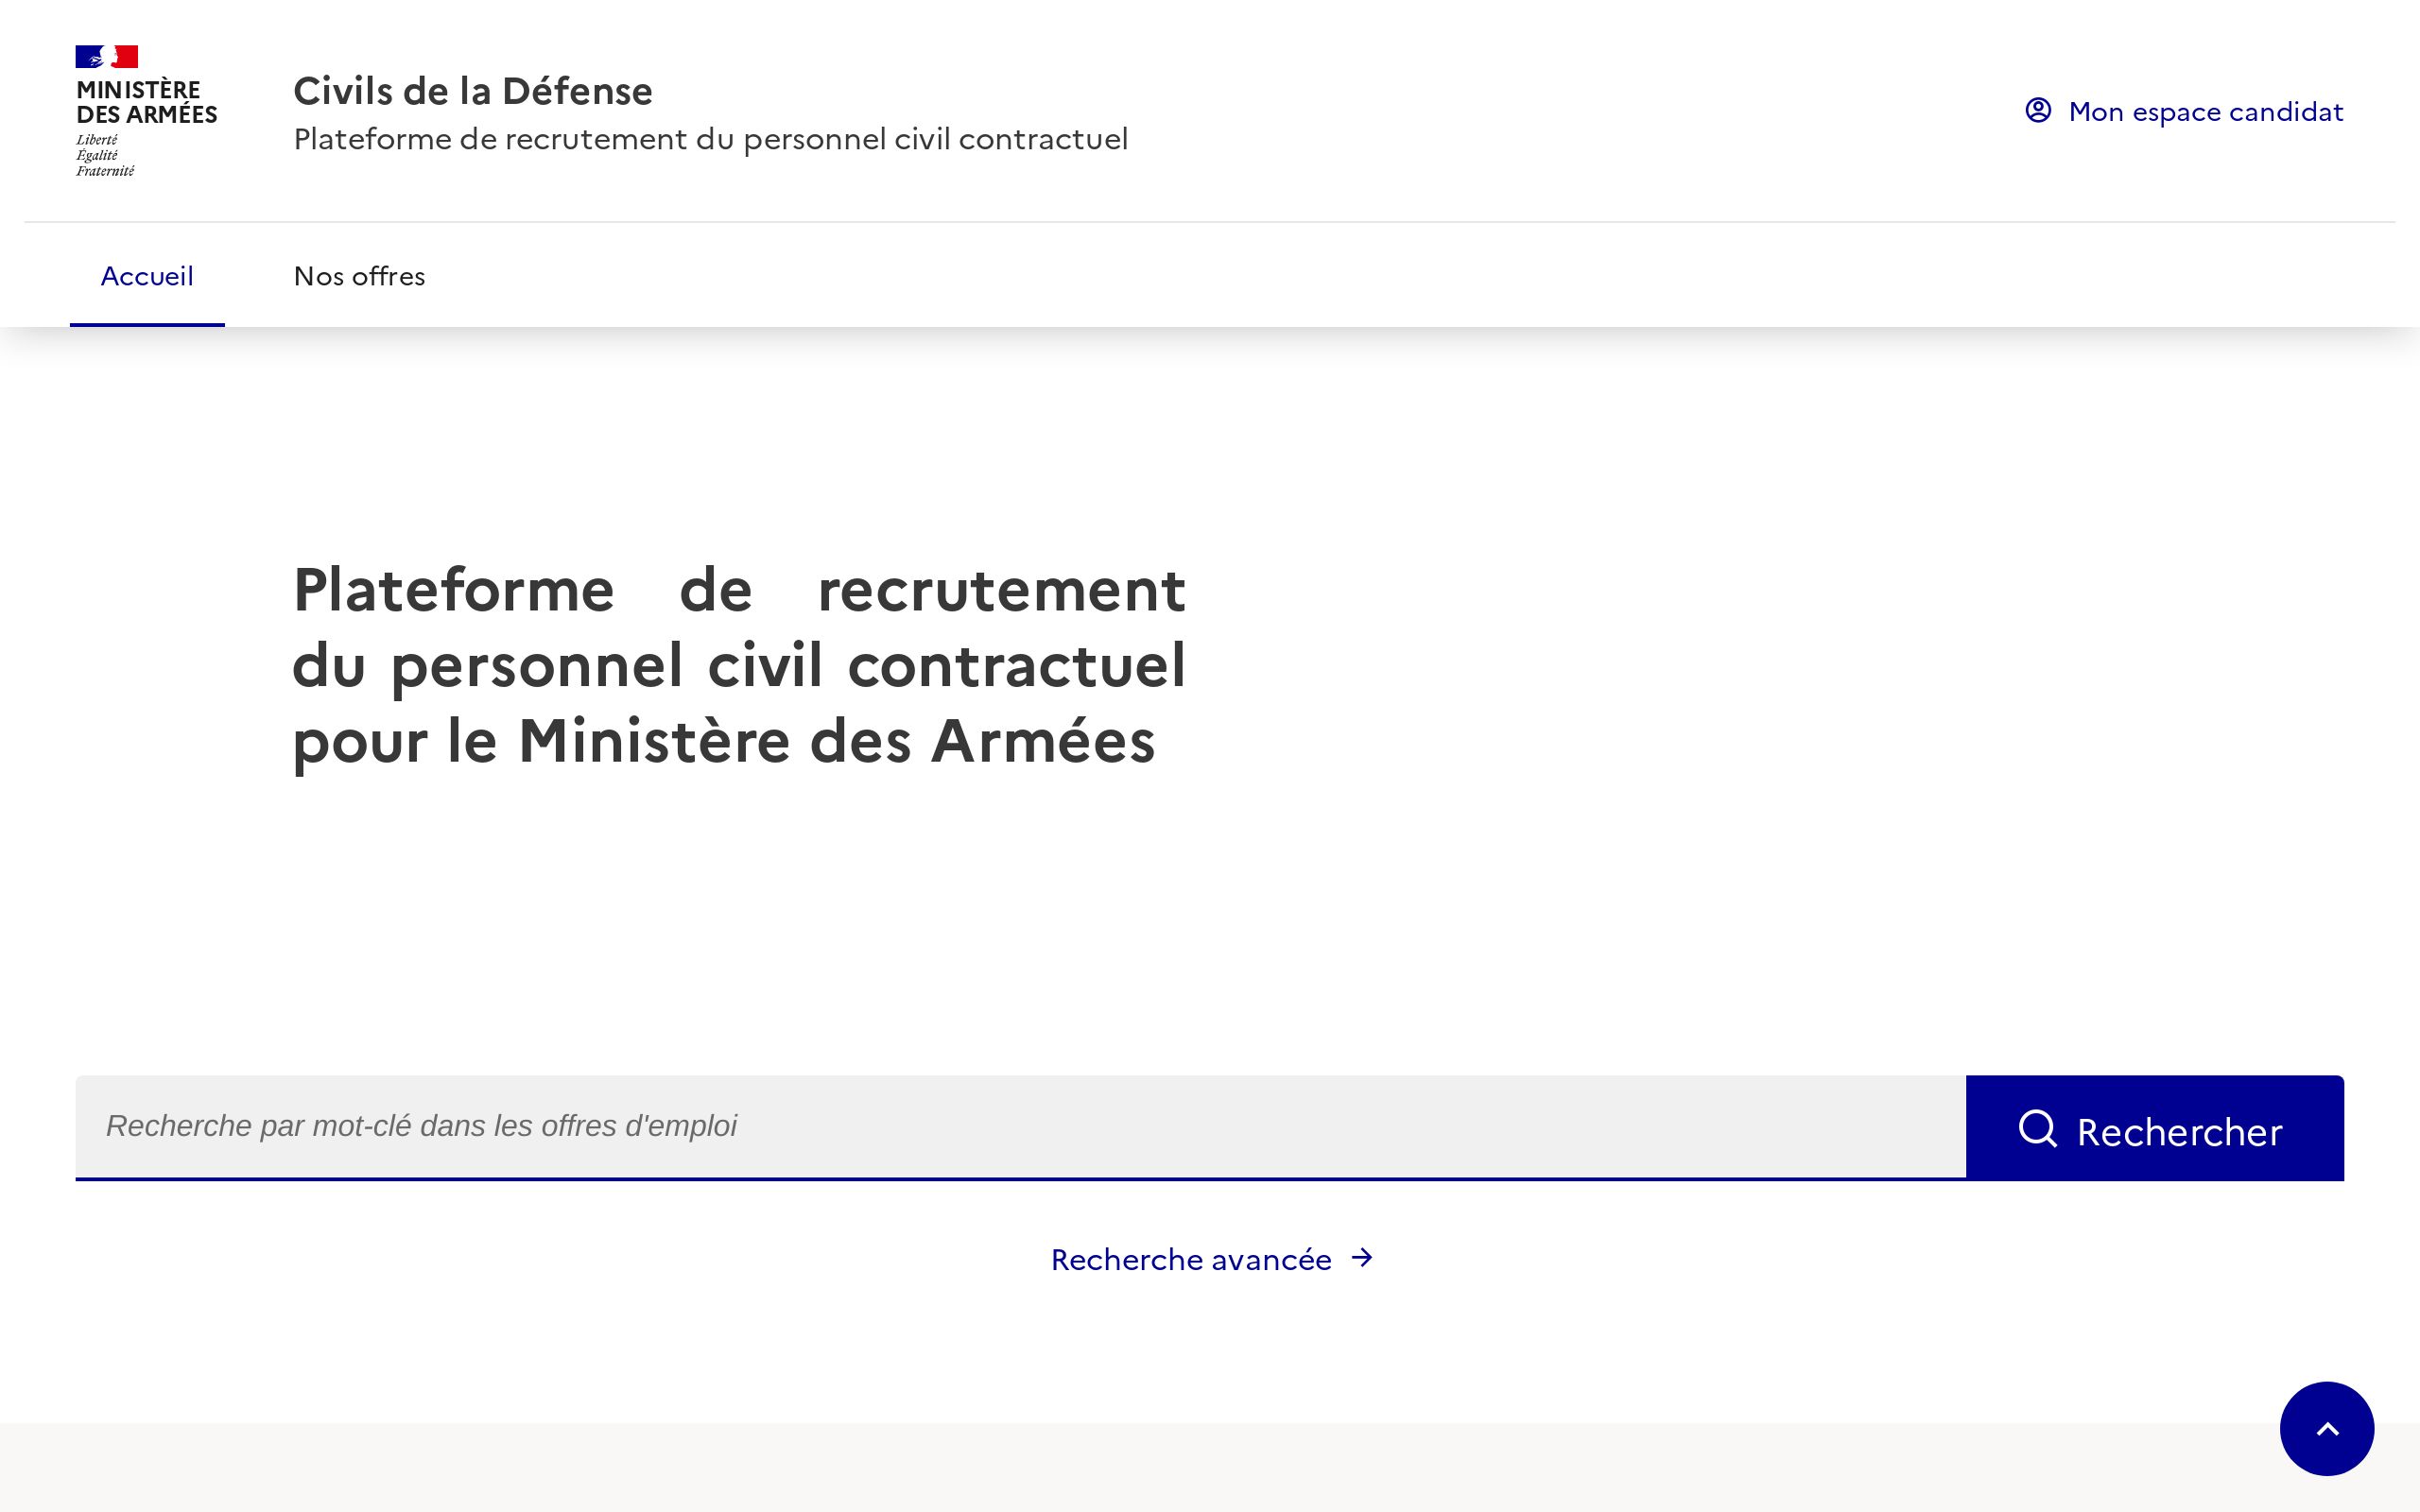 MINISTÈRE
DES ARMÉES
Liberté
Égalité
Fraternité
Civils de la Défense
Plateforme de recrutement du personnel civil contractuel
Mon espace candidat
Accueil
Nos offres
Plateforme de recrutement
du personnel civil contractuel
pour le Ministère des Armées
Recherche par mot-clé dans les offres d'emploi
Rechercher
Recherche avancée